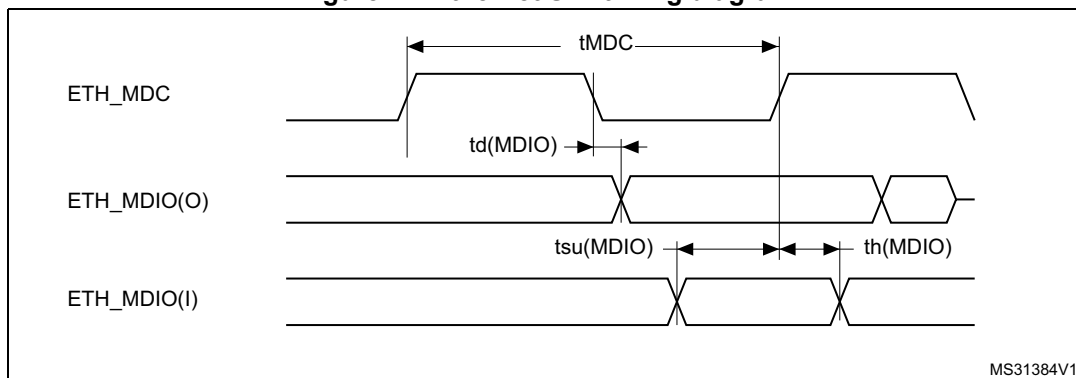 tMDC
ETH_MDC
td(MDIO)
ETH_MDIO(O)
tsu(MDIO)
th(MDIO)
ETH_MDIO(I)
MS31384V1